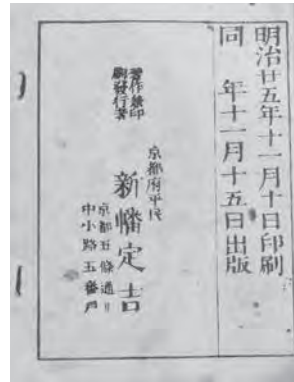 明治廿五年十一月十日印刷
同 年十一月十五日出版
京都府平民
著作兼印
刷發行者
新幡定吉
京都五條通リ
中小路五番戸